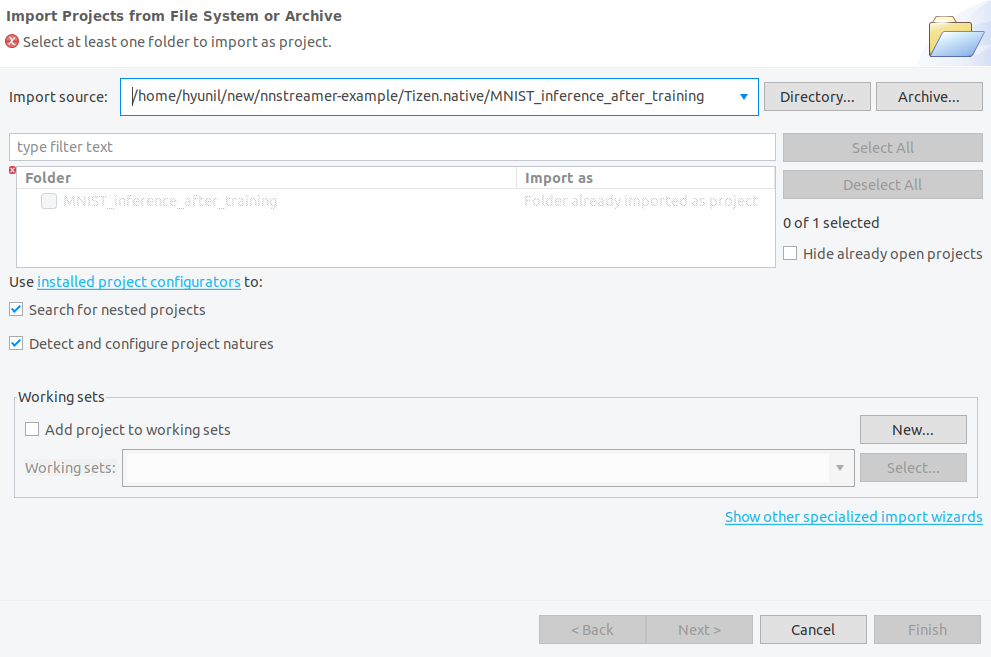 Import Projects from File System or Archive
Select at least one folder to import as project.
Import source: /home/hyunil/new/nnstreamer-example/Tizen.native/MNIST_inference_after_training Directory... Archive...
type filter text Select All
Folder Import as
Deselect All
MNIST_inference_after_training Folder already imported as project
0 of 1 selected
Hide already open projects
Use installed project configurators to:
Search for nested projects
Detect and configure project natures
Working sets
Add project to working sets New...
Working sets: Select...
Show other specialized import wizards
< Back Next > Cancel Finish